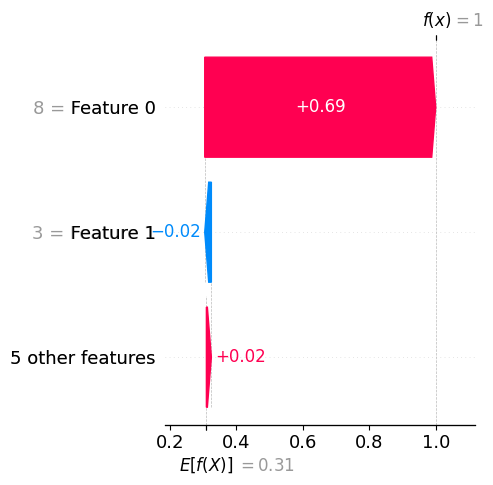 f(x) = 1
8 = Feature 0
+0.69
3 = Feature 1
−0.02
5 other features
+0.02
0.2 0.4 0.6 0.8 1.0
E[f(X)] = 0.31